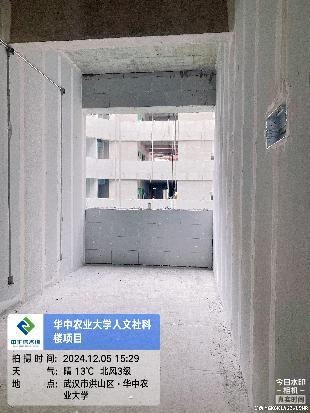 华中农业大学人文社科
楼项目
拍摄时间：2024.12.05 15:29
天　　气：晴 13℃ 北风3级
地　　点：武汉市洪山区·华中农
业大学
今日水印
-相机-
真实时间